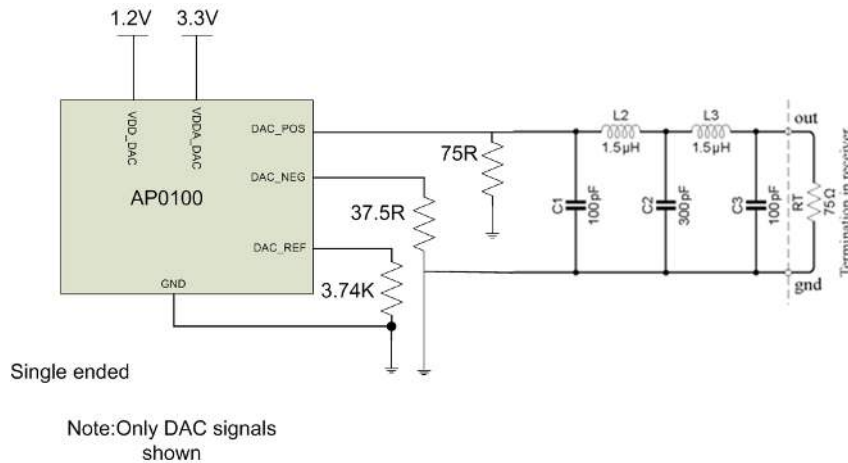 1.2V
3.3V
VDD_DAC
VDDA_DAC
DAC_POS
DAC_NEG
DAC_REF
AP0100
GND
75R
37.5R
3.74K
L2
1.5µH
L3
1.5µH
out
C1
100pF
C2
300pF
C3
100pF
RT
75Ω
Termination in receiver
gnd
Single ended
Note:Only DAC signals
shown